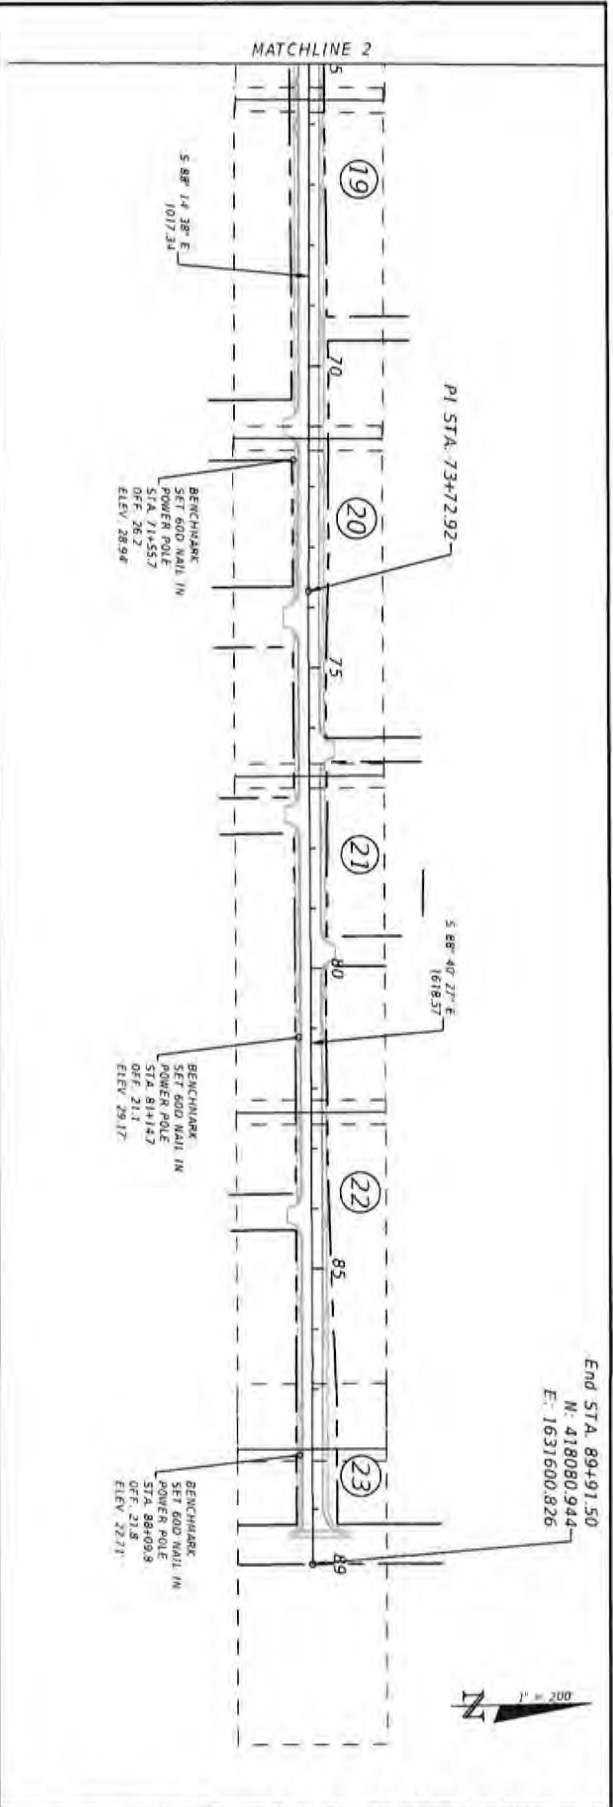 MATCHLINE 2
5
19
S 88° 14' 38" E
1017.34
70
PI STA. 73+72.92
20
BENCHMARK
SET 60D NAIL IN
POWER POLE
STA. 71+55.7
OFF. 26.2
ELEV. 28.94'
75
21
S 88° 40' 27" E
1618.57
80
BENCHMARK
SET 60D NAIL IN
POWER POLE
STA. 81+14.7
OFF. 21.1
ELEV. 29.17'
22
85
End STA. 89+91.50
N: 418080.944
E: 1631600.826
23
BENCHMARK
SET 60D NAIL IN
POWER POLE
STA. 88+09.8
OFF. 21.8
ELEV. 22.71'
89
1" = 200'
N